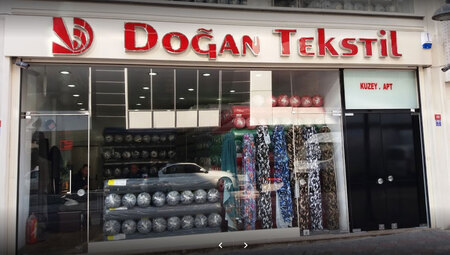 DOĞAN TEKSTİL
KUZEY . APT